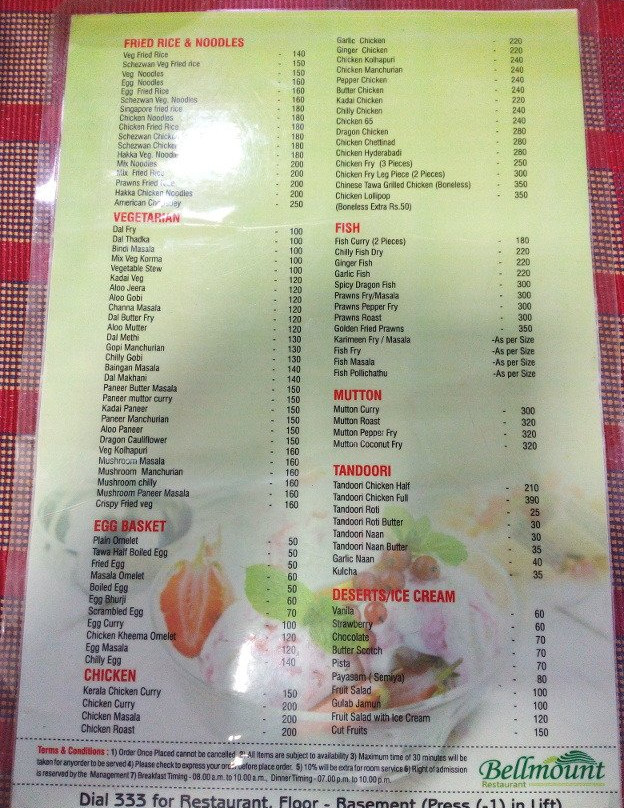 FRIED RICE & NOODLES
Veg Fried Rice - 140
Schezwan Veg Fried rice - 150
Veg Noodles - 150
Egg Noodles - 160
Egg Fried Rice - 160
Schezwan Veg. Noodles - 160
Singapore fried rice - 180
Chicken Noodles - 180
Chicken Fried Rice - 180
Schezwan - 180
Schezwan - 180
Hakka Veg. - 180
Mix Noodles - 200
Mix Fried Rice - 200
Prawns Fried Rice - 200
Hakka Chicken Noodles - 200
American - 250
VEGETARIAN
Dal Fry - 100
Dal Thadka - 100
Bindi Masala - 100
Mix Veg Korma - 100
Vegetable Stew - 100
Kadai Veg - 120
Aloo Jeera - 120
Aloo Gobi - 120
Channa Masala - 120
Dal Butter Fry - 120
Aloo Mutter - 120
Dal Methi - 130
Gopi Manchurian - 130
Chilly Gobi - 130
Baingan Masala - 140
Dal Makhani - 140
Paneer Butter Masala - 150
Paneer muttor curry - 150
Kadai Paneer - 150
Paneer Manchurian - 150
Aloo Paneer - 150
Dragon Cauliflower - 150
Veg Kolhapuri - 160
Mushroom Masala - 160
Mushroom Manchurian - 160
Mushroom chilly - 160
Mushroom Paneer Masala - 160
Crispy Fried veg - 160
EGG BASKET
Plain Omelet - 50
Tawa Half Boiled Egg - 50
Fried Egg - 50
Masala Omelet - 60
Boiled Egg - 50
Egg Bhurji - 60
Scrambled Egg - 70
Egg Curry - 100
Chicken Kheema Omelet - 120
Egg Masala - 120
Chilly Egg - 140
CHICKEN
Kerala Chicken Curry - 150
Chicken Curry - 200
Chicken Masala - 200
Chicken Roast - 200
Garlic Chicken - 220
Ginger Chicken - 220
Chicken Kolhapuri - 240
Chicken Manchurian - 240
Pepper Chicken - 240
Butter Chicken - 240
Kadai Chicken - 220
Chilly Chicken - 240
Chicken 65 - 240
Dragon Chicken - 280
Chicken Chettinad - 280
Chicken Hyderabadi - 280
Chicken Fry (3 Pieces) - 250
Chicken Fry Leg Piece (2 Pieces) - 300
Chinese Tawa Grilled Chicken (Boneless) - 350
Chicken Lollipop - 350
(Boneless Extra Rs.50)
FISH
Fish Curry (2 Pieces) - 180
Chilly Fish Dry - 220
Ginger Fish - 220
Garlic Fish - 220
Spicy Dragon Fish - 300
Prawns Fry/Masala - 300
Prawns Pepper Fry - 300
Prawns Roast - 300
Golden Fried Prawns - 350
Karimeen Fry / Masala -As per Size
Fish Fry -As per Size
Fish Masala -As per Size
Fish Pollichathu -As per Size
MUTTON
Mutton Curry - 300
Mutton Roast - 320
Mutton Pepper Fry - 320
Mutton Coconut Fry - 320
TANDOORI
Tandoori Chicken Half - 210
Tandoori Chicken Full - 390
Tandoori Roti - 25
Tandoori Roti Butter - 30
Tandoori Naan - 30
Tandoori Naan Butter - 35
Garlic Naan - 40
Kulcha - 35
DESERTS/ICE CREAM
Vanila - 60
Strawberry - 60
Chocolate - 70
Butter Scotch - 70
Pista - 70
Payasam ( Semiya) - 80
Fruit Salad - 100
Gulab Jamun - 100
Fruit Salad with Ice Cream - 120
Cut Fruits - 150
Terms & Conditions : 1) Order Once Placed cannot be cancelled 2) All Items are subject to availability 3) Maximum time of 30 minutes will be
taken for anyorder to be served 4) Please check to express your order before place order. 5) 10% will be extra for room service 6) Right of admission
is reserved by the Management 7) Breakfast Timing - 08.00 a.m. to 10.00 a.m., Dinner Timing - 07.00 p.m. to 10.00 p.m.
Bellmount
Restaurant
Dial 333 for Restaurant, Floor - Basement (Press (-1) in Lift)